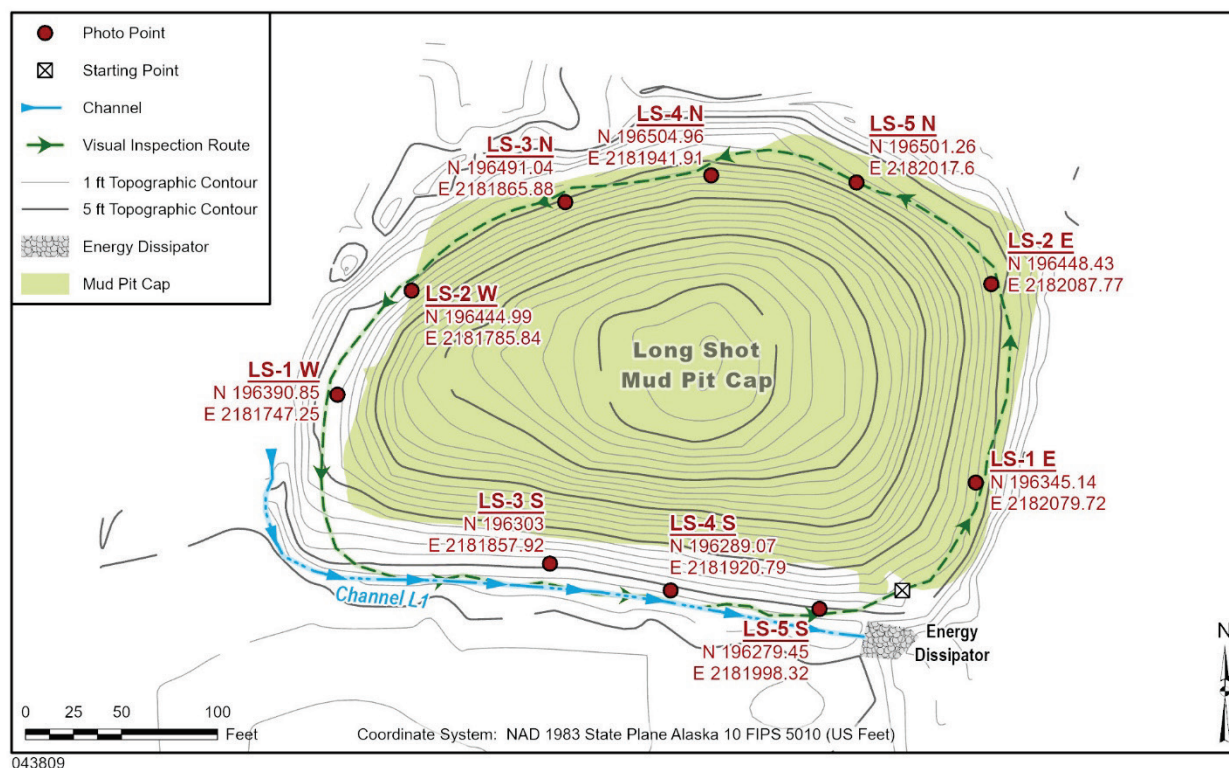 Photo Point
Starting Point
Channel
Visual Inspection Route
1 ft Topographic Contour
5 ft Topographic Contour
Energy Dissipator
Mud Pit Cap
LS-4 N
N 196504.96
E 2181941.91
LS-5 N
N 196501.26
E 2182017.6
LS-3 N
N 196491.04
E 2181865.88
LS-2 E
N 196448.43
E 2182087.77
LS-2 W
N 196444.99
E 2181785.84
Long Shot
Mud Pit Cap
LS-1 W
N 196390.85
E 2181747.25
LS-1 E
N 196345.14
E 2182079.72
LS-3 S
N 196303
E 2181857.92
LS-4 S
N 196289.07
E 2181920.79
Channel L1
LS-5 S
N 196279.45
E 2181998.32
Energy
Dissipator
N
0 25 50 100
Feet
Coordinate System: NAD 1983 State Plane Alaska 10 FIPS 5010 (US Feet)
043809